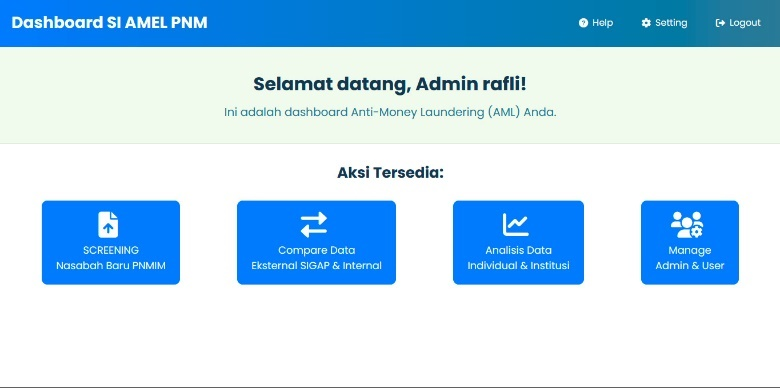 Dashboard SI AMEL PNM
Help
Setting
Logout
Selamat datang, Admin rafli!
Ini adalah dashboard Anti-Money Laundering (AML) Anda.
Aksi Tersedia:
SCREENING
Nasabah Baru PNMIM
Compare Data
Eksternal SIGAP & Internal
Analisis Data
Individual & Institusi
Manage
Admin & User